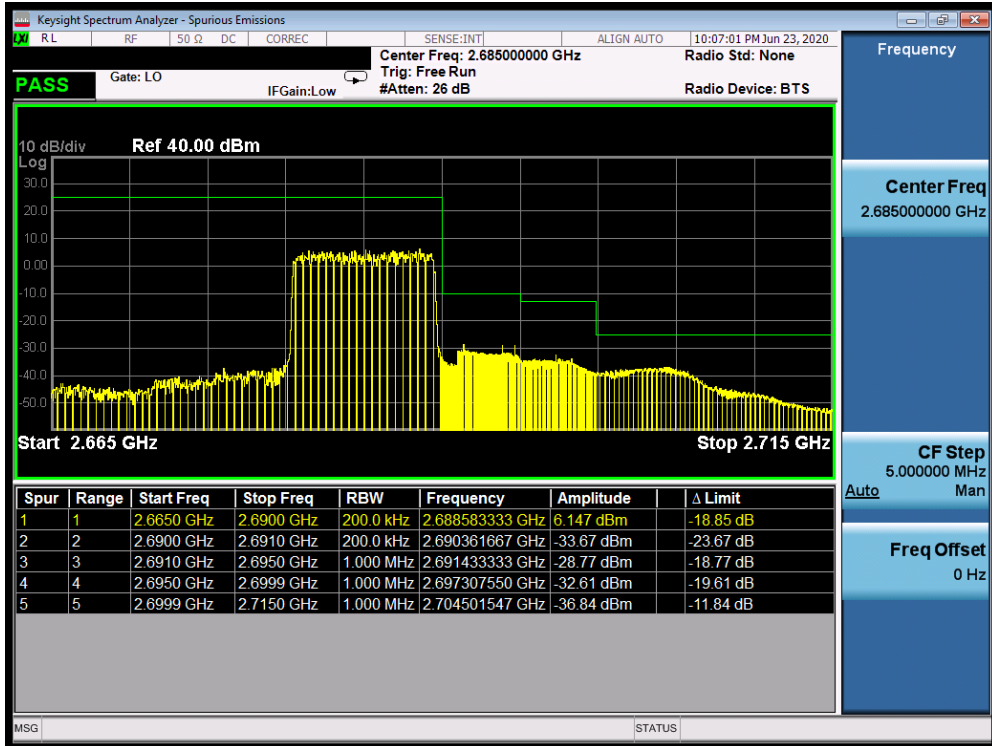 Keysight Spectrum Analyzer - Spurious Emissions
LXI RL RF 50 Ω DC CORREC SENSE:INT ALIGN AUTO 10:07:01 PM Jun 23, 2020
Center Freq: 2.685000000 GHz Radio Std: None
Gate: LO Trig: Free Run
PASS IFGain:Low #Atten: 26 dB Radio Device: BTS
Frequency
10 dB/div Ref 40.00 dBm
Log
30.0
20.0
10.0
0.00
-10.0
-20.0
-30.0
-40.0
-50.0
Start 2.665 GHz Stop 2.715 GHz
Center Freq
2.685000000 GHz
CF Step
5.000000 MHz
Auto Man
Freq Offset
0 Hz
Spur Range Start Freq Stop Freq RBW Frequency Amplitude Δ Limit
1 1 2.6650 GHz 2.6900 GHz 200.0 kHz 2.688583333 GHz 6.147 dBm -18.85 dB
2 2 2.6900 GHz 2.6910 GHz 200.0 kHz 2.690361667 GHz -33.67 dBm -23.67 dB
3 3 2.6910 GHz 2.6950 GHz 1.000 MHz 2.691433333 GHz -28.77 dBm -18.77 dB
4 4 2.6950 GHz 2.6999 GHz 1.000 MHz 2.697307550 GHz -32.61 dBm -19.61 dB
5 5 2.6999 GHz 2.7150 GHz 1.000 MHz 2.704501547 GHz -36.84 dBm -11.84 dB
MSG STATUS